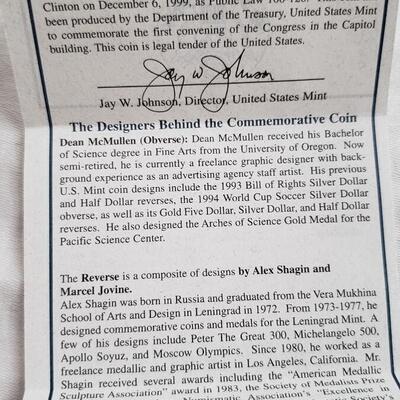 Clinton on December 6, 1999, as Public Law
been produced by the Department of the Treasury, United States Mint
to commemorate the first convening of the Congress in the Capitol
building. This coin is legal tender of the United States.
Jay W Johnson
Jay W. Johnson, Director, United States Mint
The Designers Behind the Commemorative Coin
Dean McMullen (Obverse): Dean McMullen received his Bachelor
of Science degree in Fine Arts from the University of Oregon. Now
semi-retired, he is currently a freelance graphic designer with back-
ground experience as an advertising agency staff artist. His previous
U.S. Mint coin designs include the 1993 Bill of Rights Silver Dollar
and Half Dollar reverses, the 1994 World Cup Soccer Silver Dollar
obverse, as well as its Gold Five Dollar, Silver Dollar, and Half Dollar
reverses. He also designed the Arches of Science Gold Medal for the
Pacific Science Center.
The Reverse is a composite of designs by Alex Shagin and
Marcel Jovine.
Alex Shagin was born in Russia and graduated from the Vera Mukhina
School of Arts and Design in Leningrad in 1972. From 1973-1977, he
designed commemorative coins and medals for the Leningrad Mint. A
few of his designs include Peter The Great 300, Michelangelo 500,
Apollo Soyuz, and Moscow Olympics. Since 1980, he worked as a
freelance medallic and graphic artist in Los Angeles, California. Mr.
Shagin received several awards including the "American Medallic
Sculpture Association" award in 1983, the Society of Medalists Prize
Numismatic Association's "Excellence in
Society's